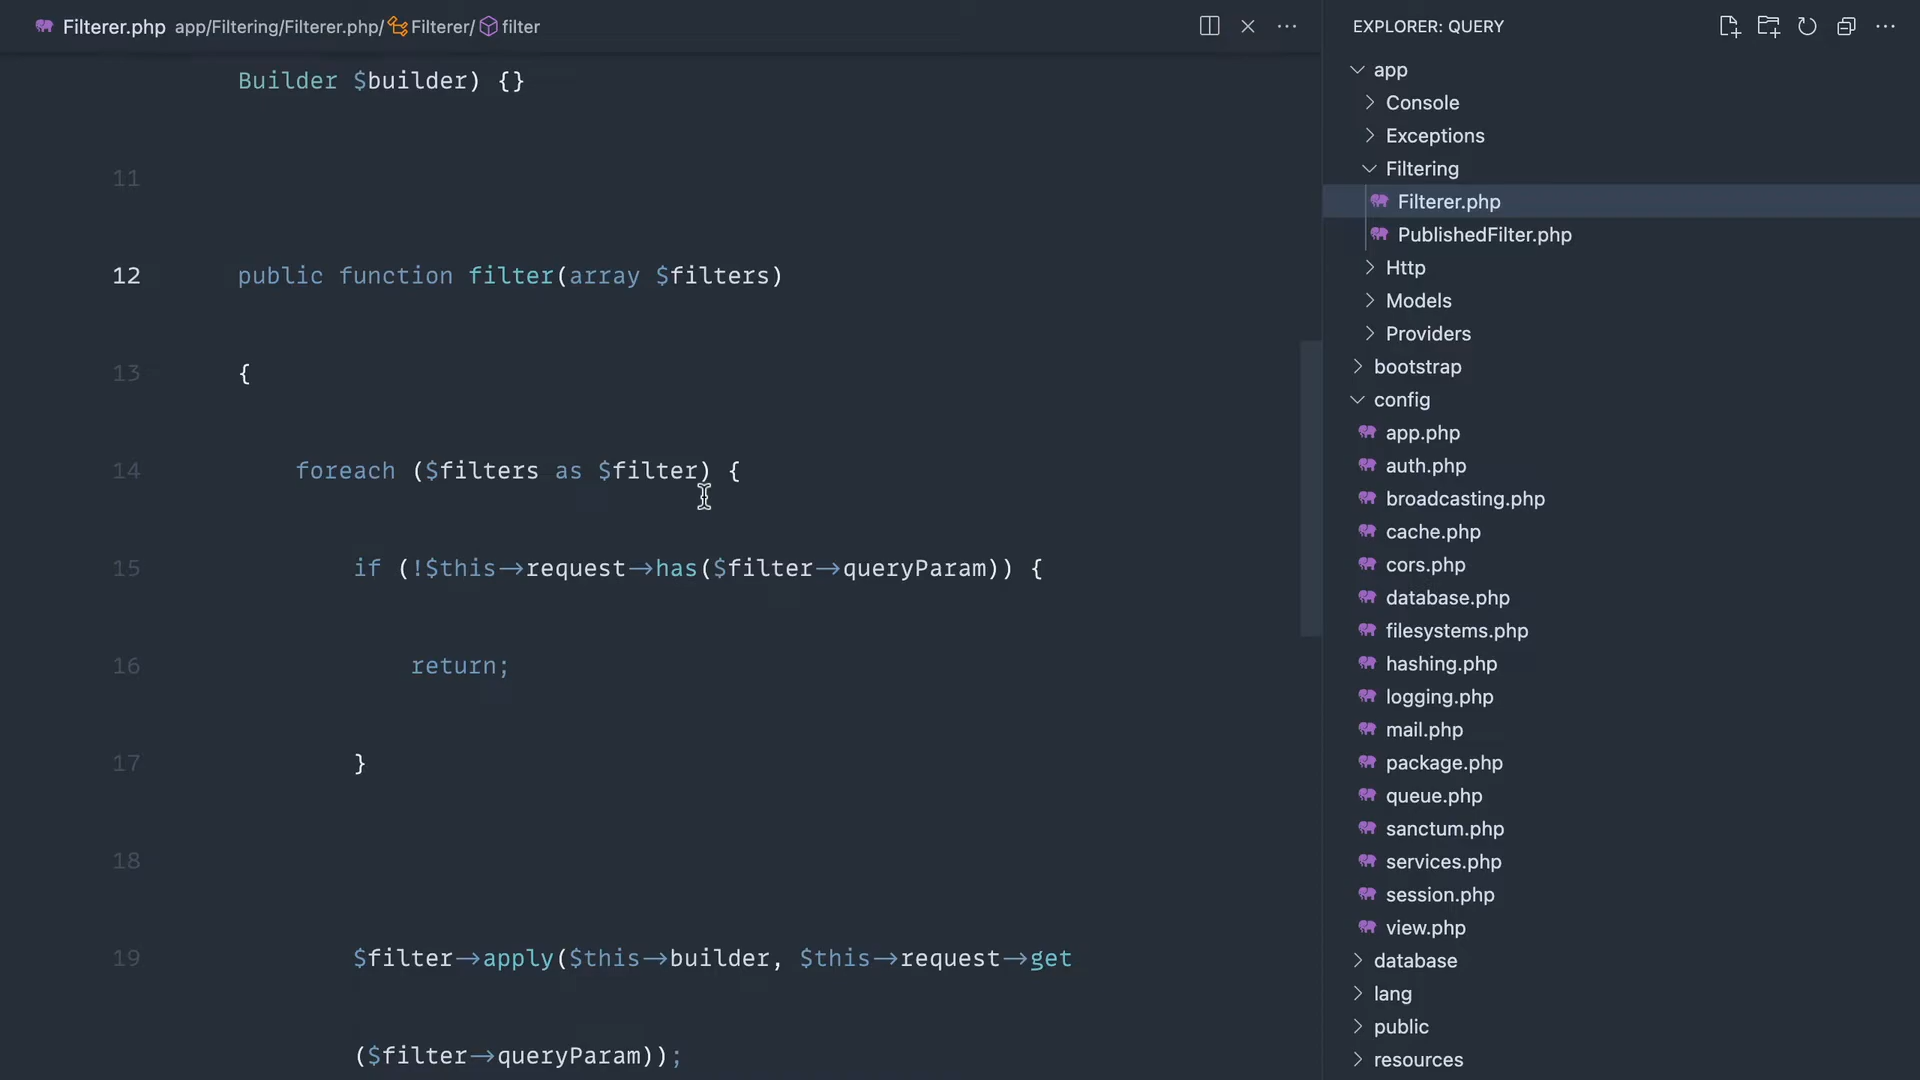 Filterer.php app/Filtering/Filterer.php/Filterer/filter
Builder $builder) {}
11
12 public function filter(array $filters)
13 {
14 foreach ($filters as $filter) {
15 if (!$this→request→has($filter→queryParam)) {
16 return;
17 }
18
19 $filter→apply($this→builder, $this→request→get
($filter→queryParam));
EXPLORER: QUERY
app
Console
Exceptions
Filtering
Filterer.php
PublishedFilter.php
Http
Models
Providers
bootstrap
config
app.php
auth.php
broadcasting.php
cache.php
cors.php
database.php
filesystems.php
hashing.php
logging.php
mail.php
package.php
queue.php
sanctum.php
services.php
session.php
view.php
database
lang
public
resources